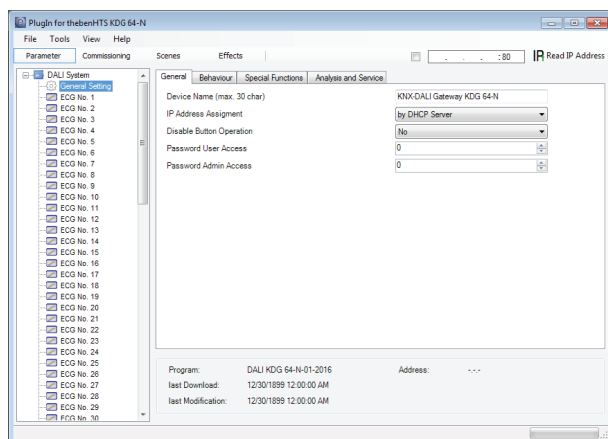 PlugIn for thebenHTS KDG 64-N
File Tools View Help
Parameter Commissioning Scenes Effects . . . :80 IP Read IP Address
DALI System
General Setting
ECG No. 1
ECG No. 2
ECG No. 3
ECG No. 4
ECG No. 5
ECG No. 6
ECG No. 7
ECG No. 8
ECG No. 9
ECG No. 10
ECG No. 11
ECG No. 12
ECG No. 13
ECG No. 14
ECG No. 15
ECG No. 16
ECG No. 17
ECG No. 18
ECG No. 19
ECG No. 20
ECG No. 21
ECG No. 22
ECG No. 23
ECG No. 24
ECG No. 25
ECG No. 26
ECG No. 27
ECG No. 28
ECG No. 29
ECG No. 30
General Behaviour Special Functions Analysis and Service
Device Name (max. 30 char) KNX-DALI Gateway KDG 64-N
IP Address Assigment by DHCP Server
Disable Button Operation No
Password User Access 0
Password Admin Access 0
Program: DALI KDG 64-N-01-2016 Address: -.-.-
last Download: 12/30/1899 12:00:00 AM
last Modification: 12/30/1899 12:00:00 AM